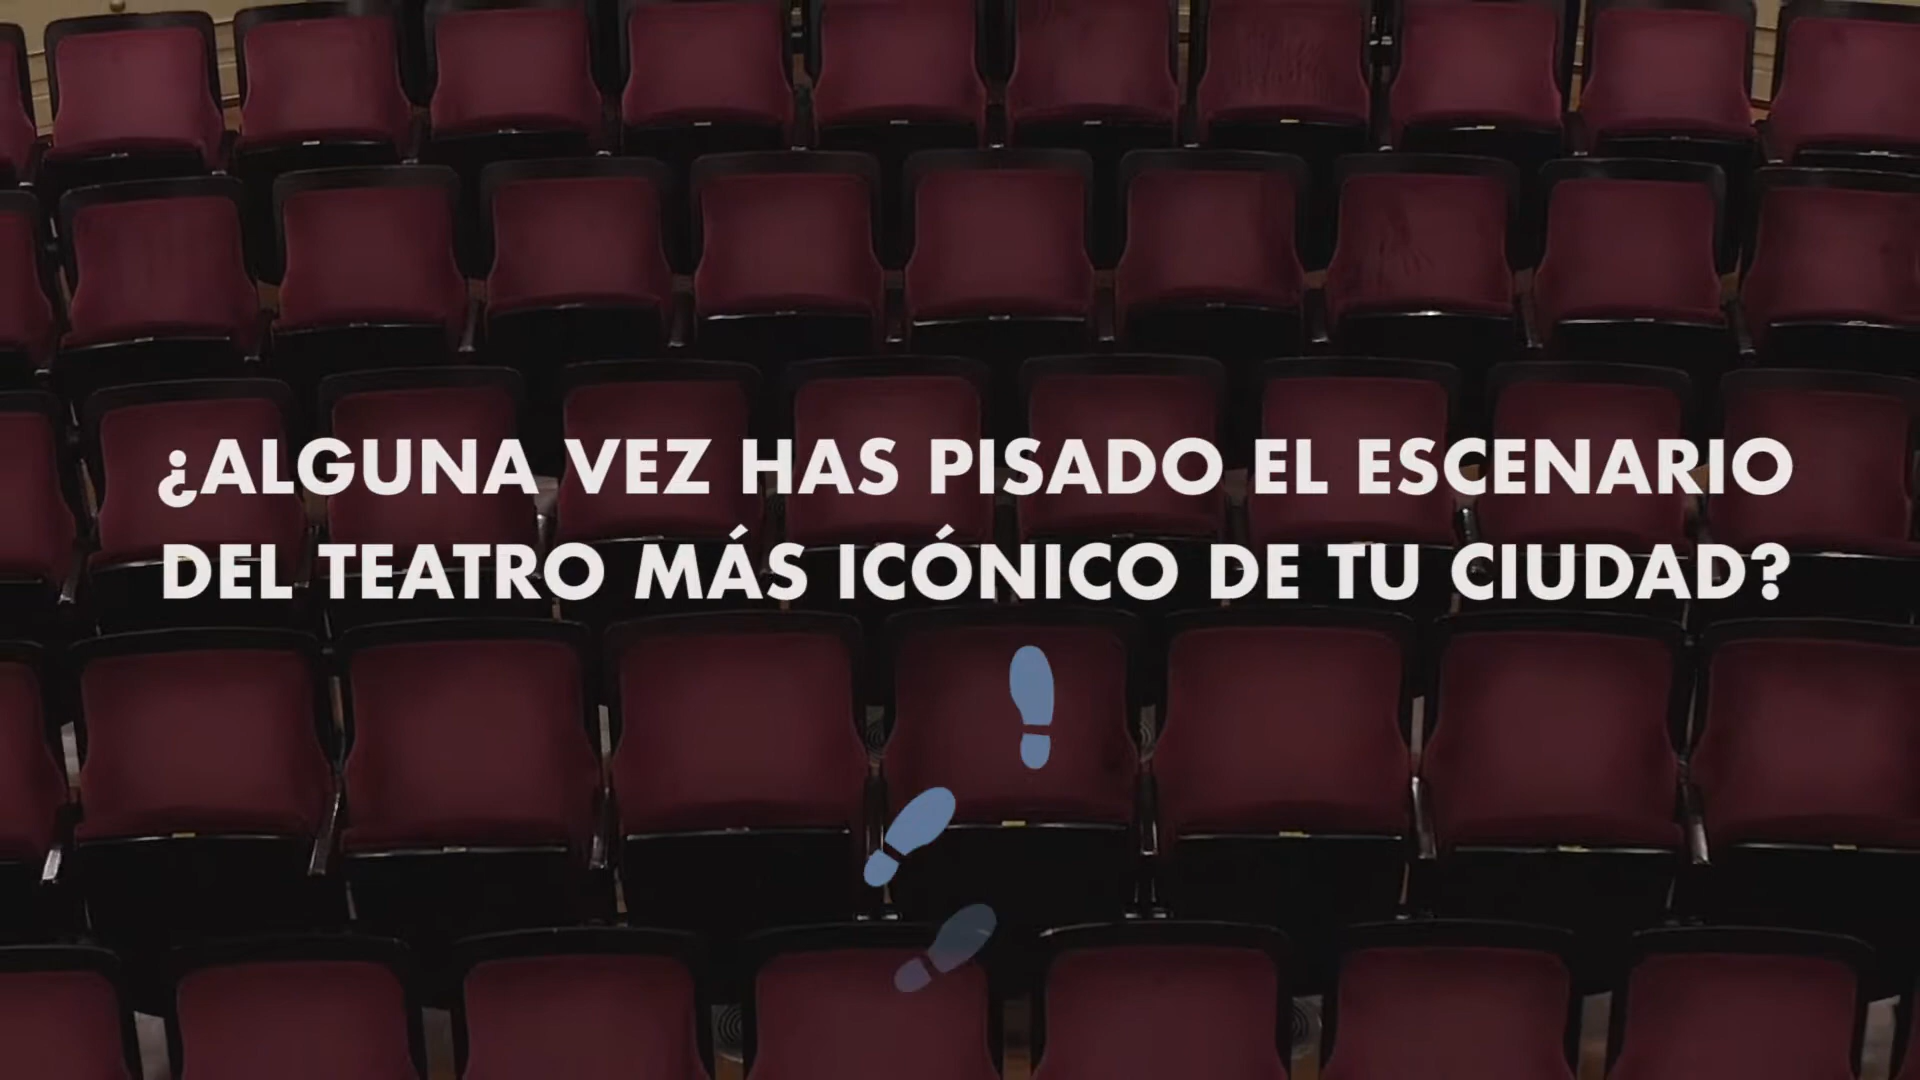 ¿ALGUNA VEZ HAS PISADO EL ESCENARIO
DEL TEATRO MÁS ICÓNICO DE TU CIUDAD?